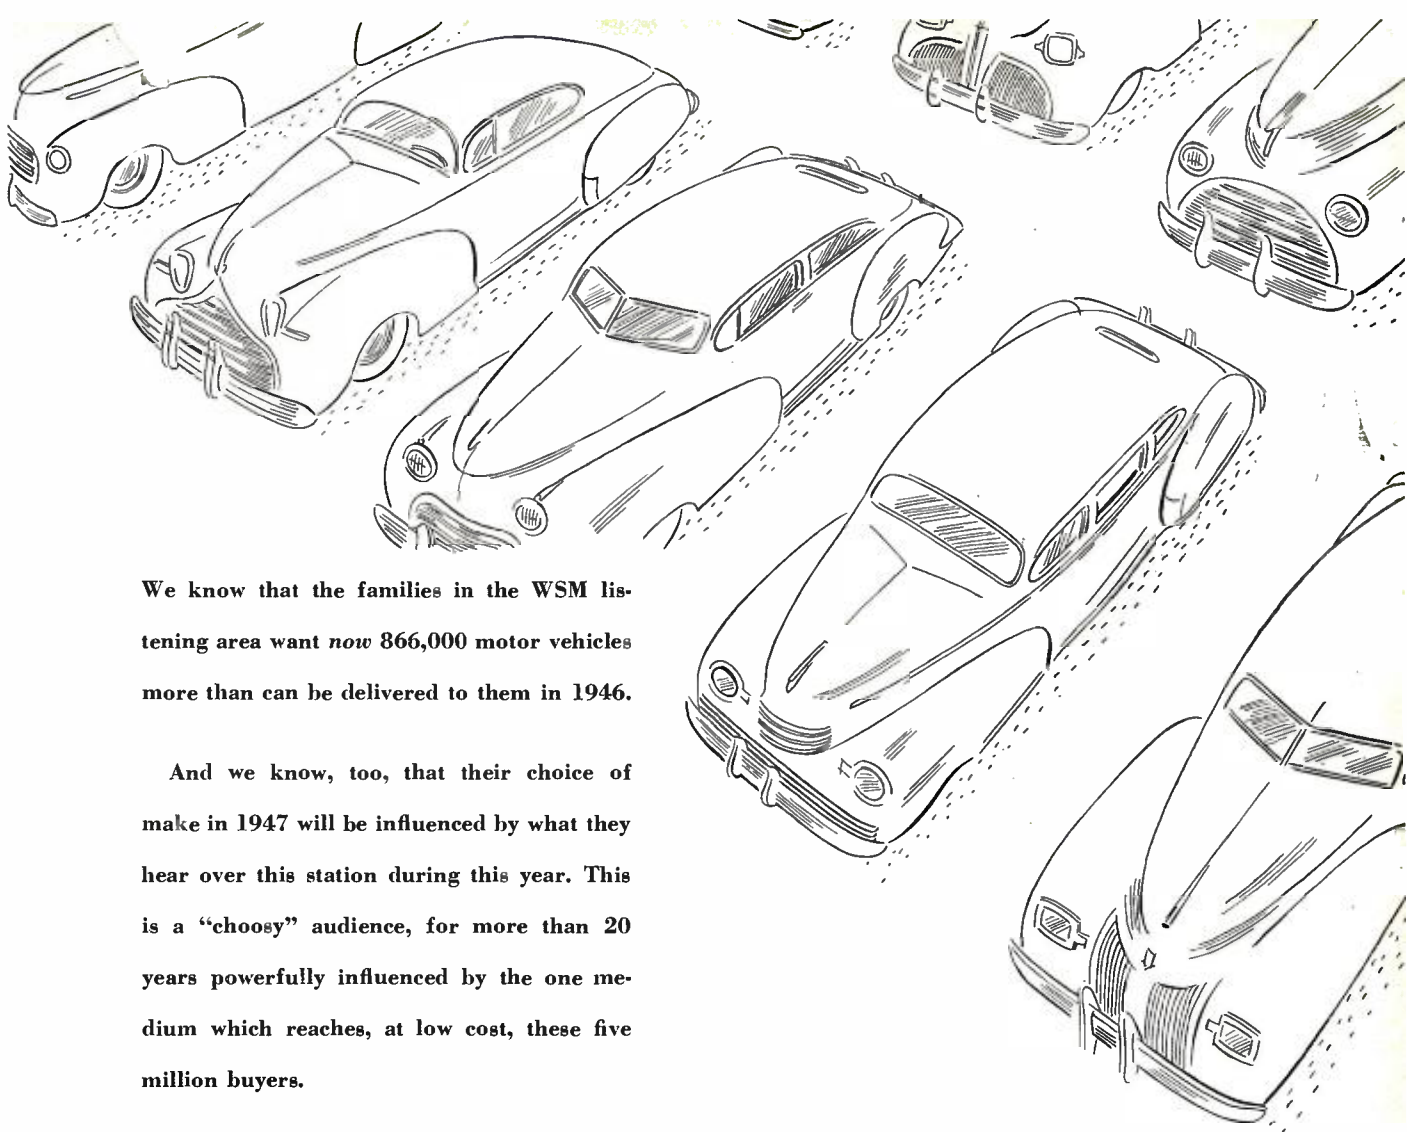 We know that the families in the WSM lis-
tening area want now 866,000 motor vehicles
more than can be delivered to them in 1946.
And we know, too, that their choice of
make in 1947 will be influenced by what they
hear over this station during this year. This
is a “choosy” audience, for more than 20
years powerfully influenced by the one me-
dium which reaches, at low cost, these five
million buyers.